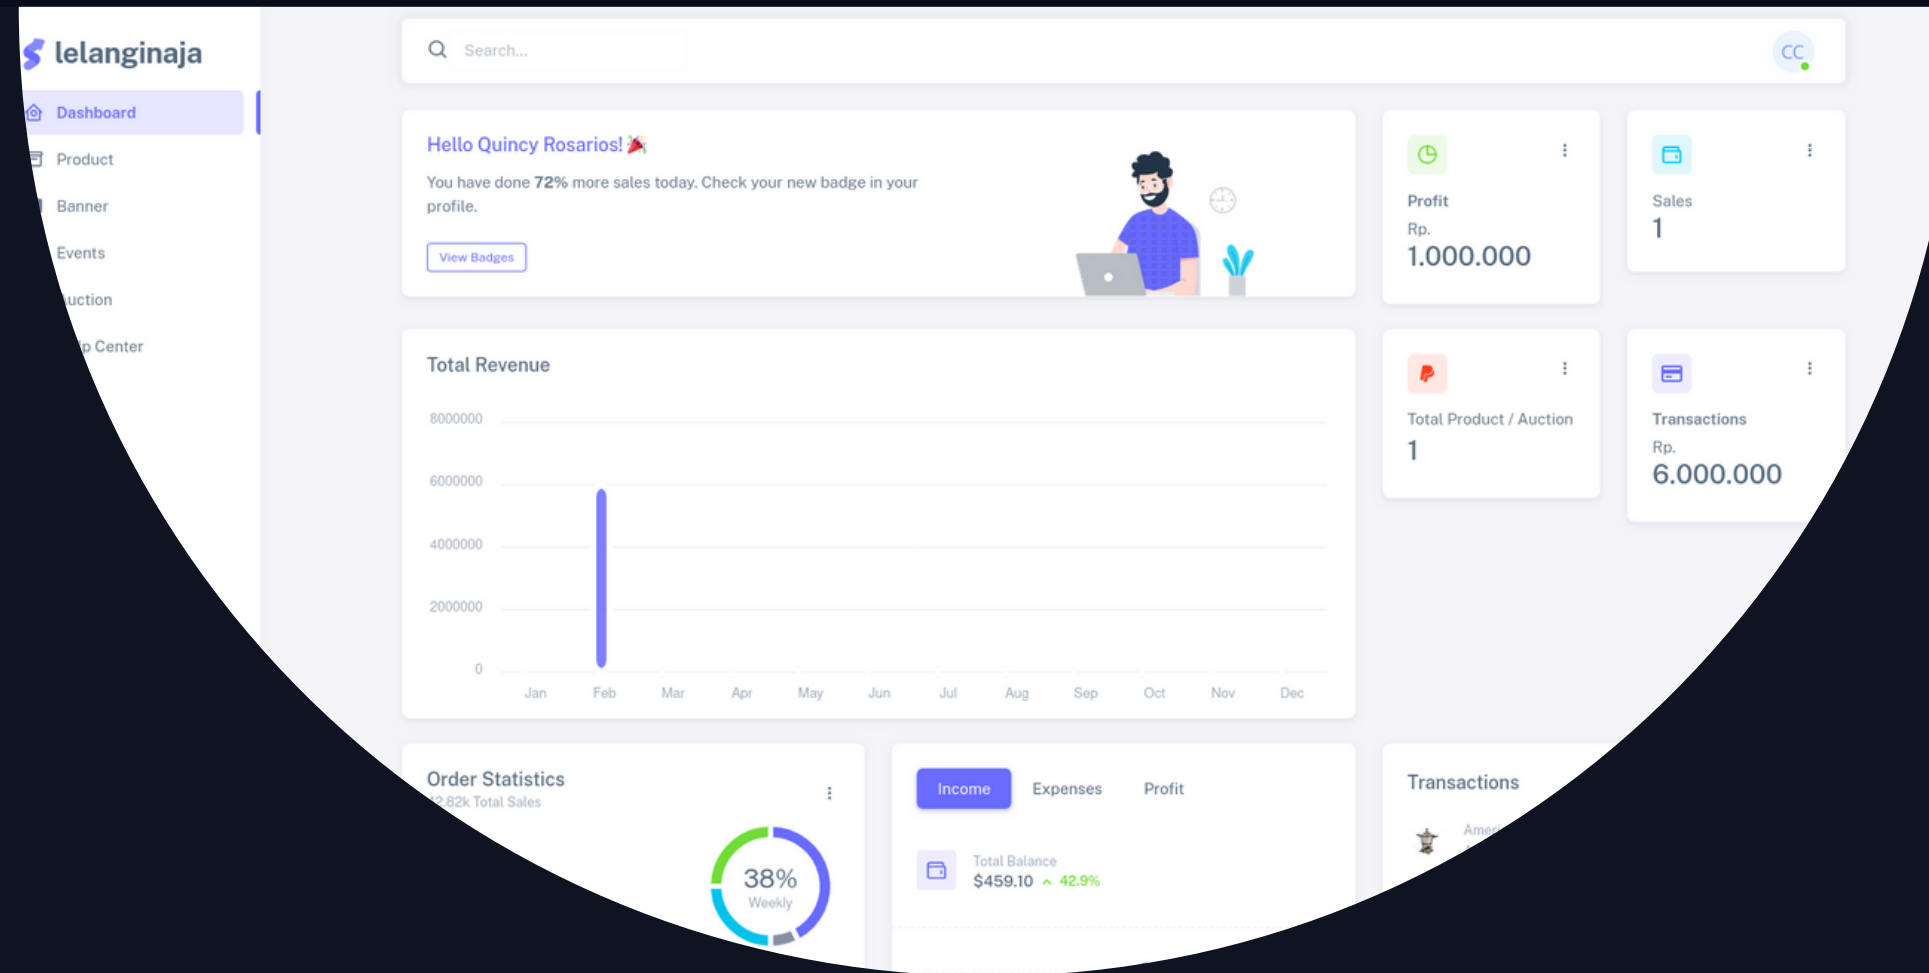 lelanginaja
Search...
CC
Dashboard
Product
Banner
Events
uction
p Center
Hello Quincy Rosarios!
You have done 72% more sales today. Check your new badge in your
profile.
View Badges
Profit
Rp.
1.000.000
Sales
1
Total Revenue
8000000
6000000
4000000
2000000
0
Jan Feb Mar Apr May Jun Jul Aug Sep Oct Nov Dec
Total Product / Auction
1
Transactions
Rp.
6.000.000
Order Statistics
2.82k Total Sales
38%
Weekly
Income Expenses Profit
Total Balance
$459.10 42.9%
Transactions
Amer